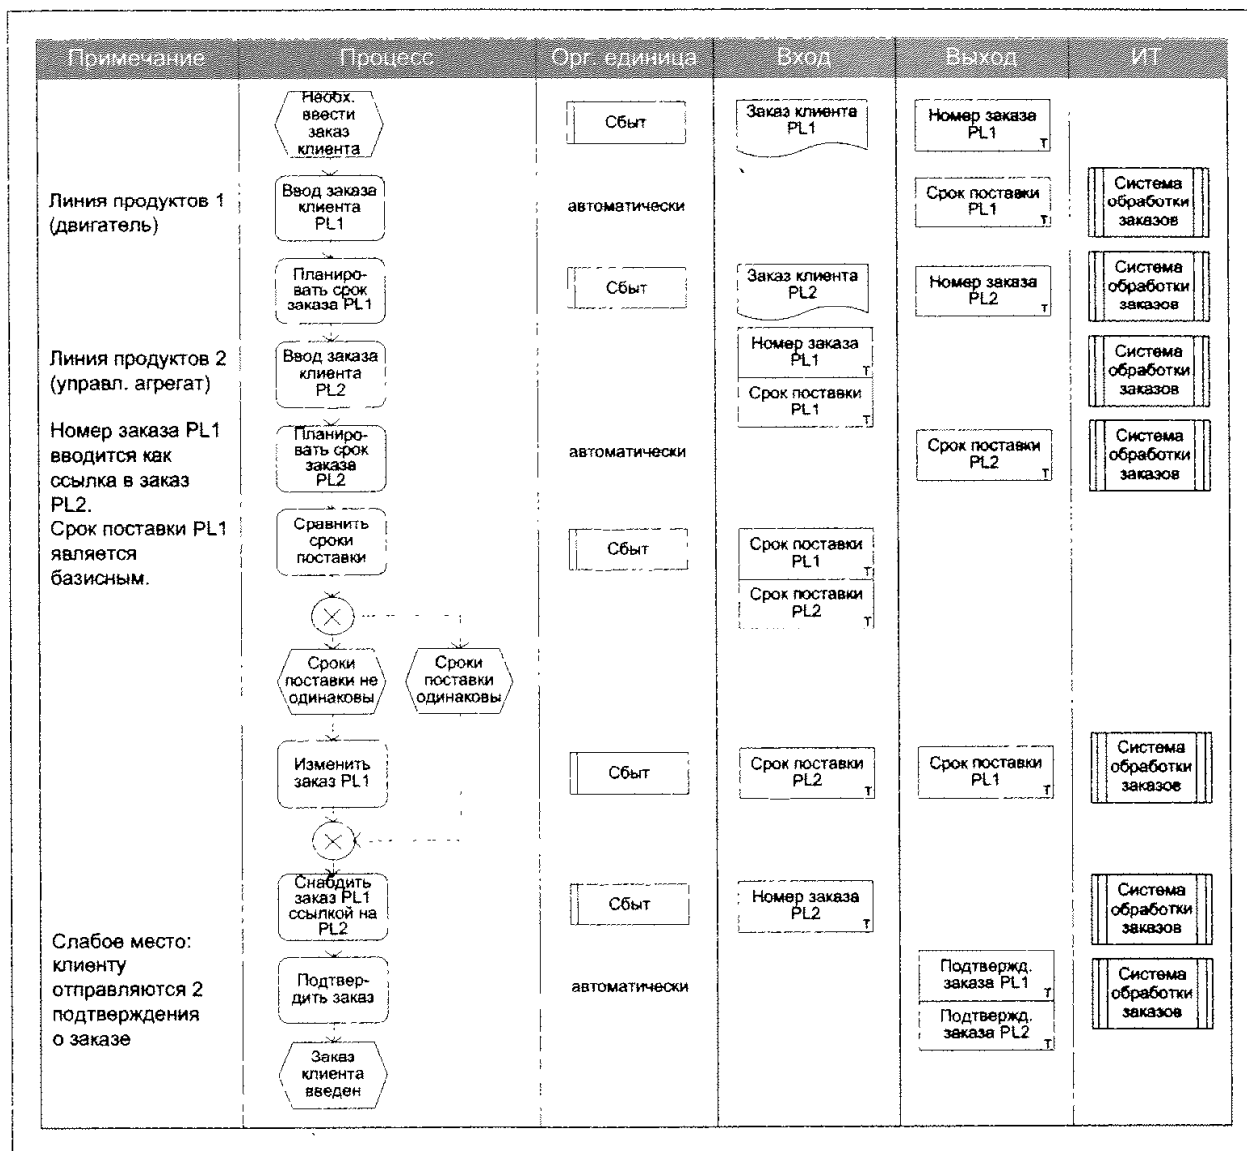 Примечание Процесс Орг. единица Вход Выход ИТ
Необх.
ввести
заказ
клиента
Сбыт
Заказ клиента
PL1
Номер заказа
PL1
T
Линия продуктов 1
(двигатель)
Ввод заказа
клиента
PL1
автоматически
Срок поставки
PL1
T
Система
обработки
заказов
Планиро-
вать срок
заказа PL1
Сбыт
Заказ клиента
PL2
Номер заказа
PL2
T
Система
обработки
заказов
Линия продуктов 2
(управл. агрегат)
Ввод заказа
клиента
PL2
Номер заказа
PL1
T
Срок поставки
PL1
T
Система
обработки
заказов
Номер заказа PL1
вводится как
ссылка в заказ
PL2.
Срок поставки PL1
является
базисным.
Планиро-
вать срок
заказа
PL2
автоматически
Срок поставки
PL2
T
Система
обработки
заказов
Сравнить
сроки
поставки
Сбыт
Срок поставки
PL1
T
Срок поставки
PL2
T
Сроки
поставки не
одинаковы
Сроки
поставки
одинаковы
Изменить
заказ PL1
Сбыт
Срок поставки
PL2
T
Срок поставки
PL1
T
Система
обработки
заказов
Снабдить
заказ PL1
ссылкой на
PL2
Сбыт
Номер заказа
PL2
T
Система
обработки
заказов
Слабое место:
клиенту
отправляются 2
подтверждения
о заказе
Подтвер-
дить заказ
автоматически
Подтвержд.
заказа PL1
T
Подтвержд.
заказа PL2
T
Система
обработки
заказов
Заказ
клиента
введен